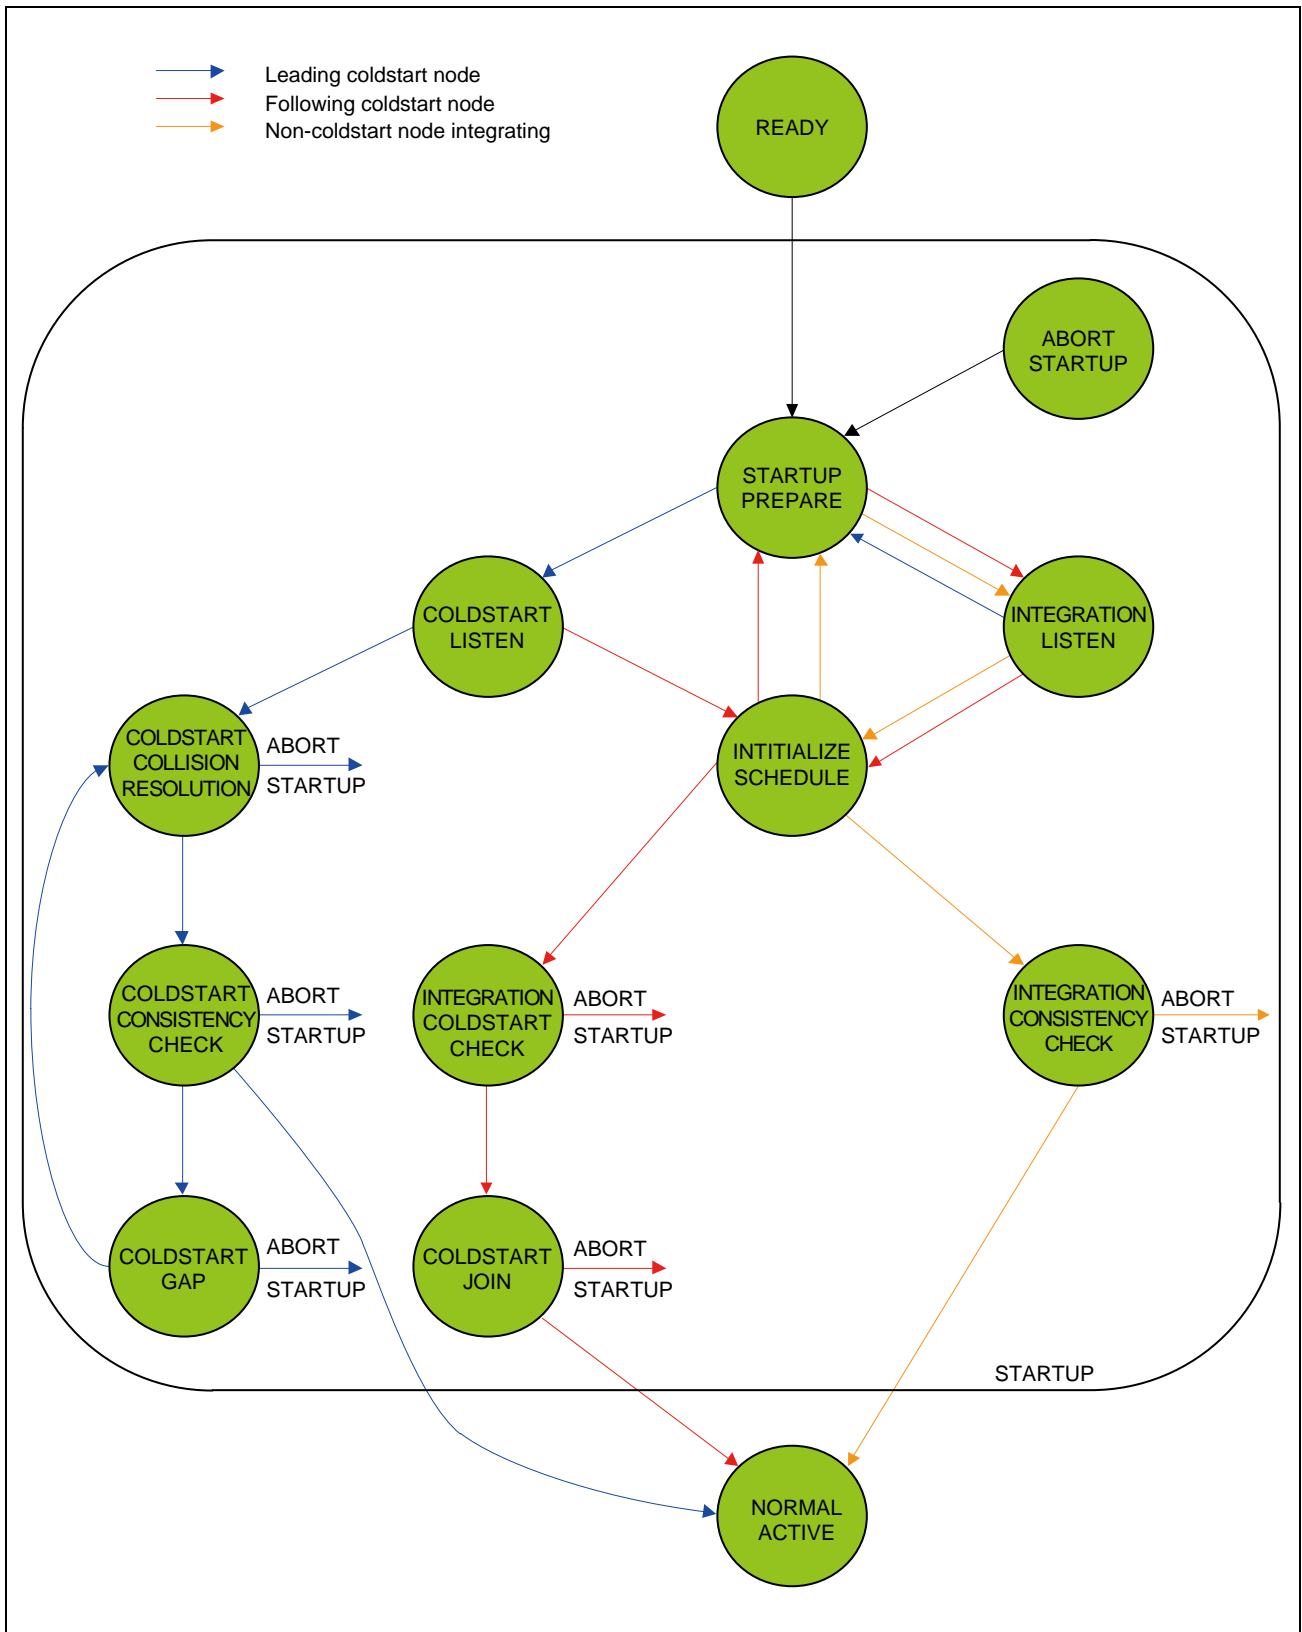 Leading coldstart node
Following coldstart node
Non-coldstart node integrating
READY
ABORT
STARTUP
STARTUP
PREPARE
COLDSTART
LISTEN
INTEGRATION
LISTEN
COLDSTART
COLLISION
RESOLUTION
ABORT
STARTUP
INTITIALIZE
SCHEDULE
COLDSTART
CONSISTENCY
CHECK
ABORT
STARTUP
INTEGRATION
COLDSTART
CHECK
ABORT
STARTUP
INTEGRATION
CONSISTENCY
CHECK
ABORT
STARTUP
COLDSTART
GAP
ABORT
STARTUP
COLDSTART
JOIN
ABORT
STARTUP
STARTUP
NORMAL
ACTIVE